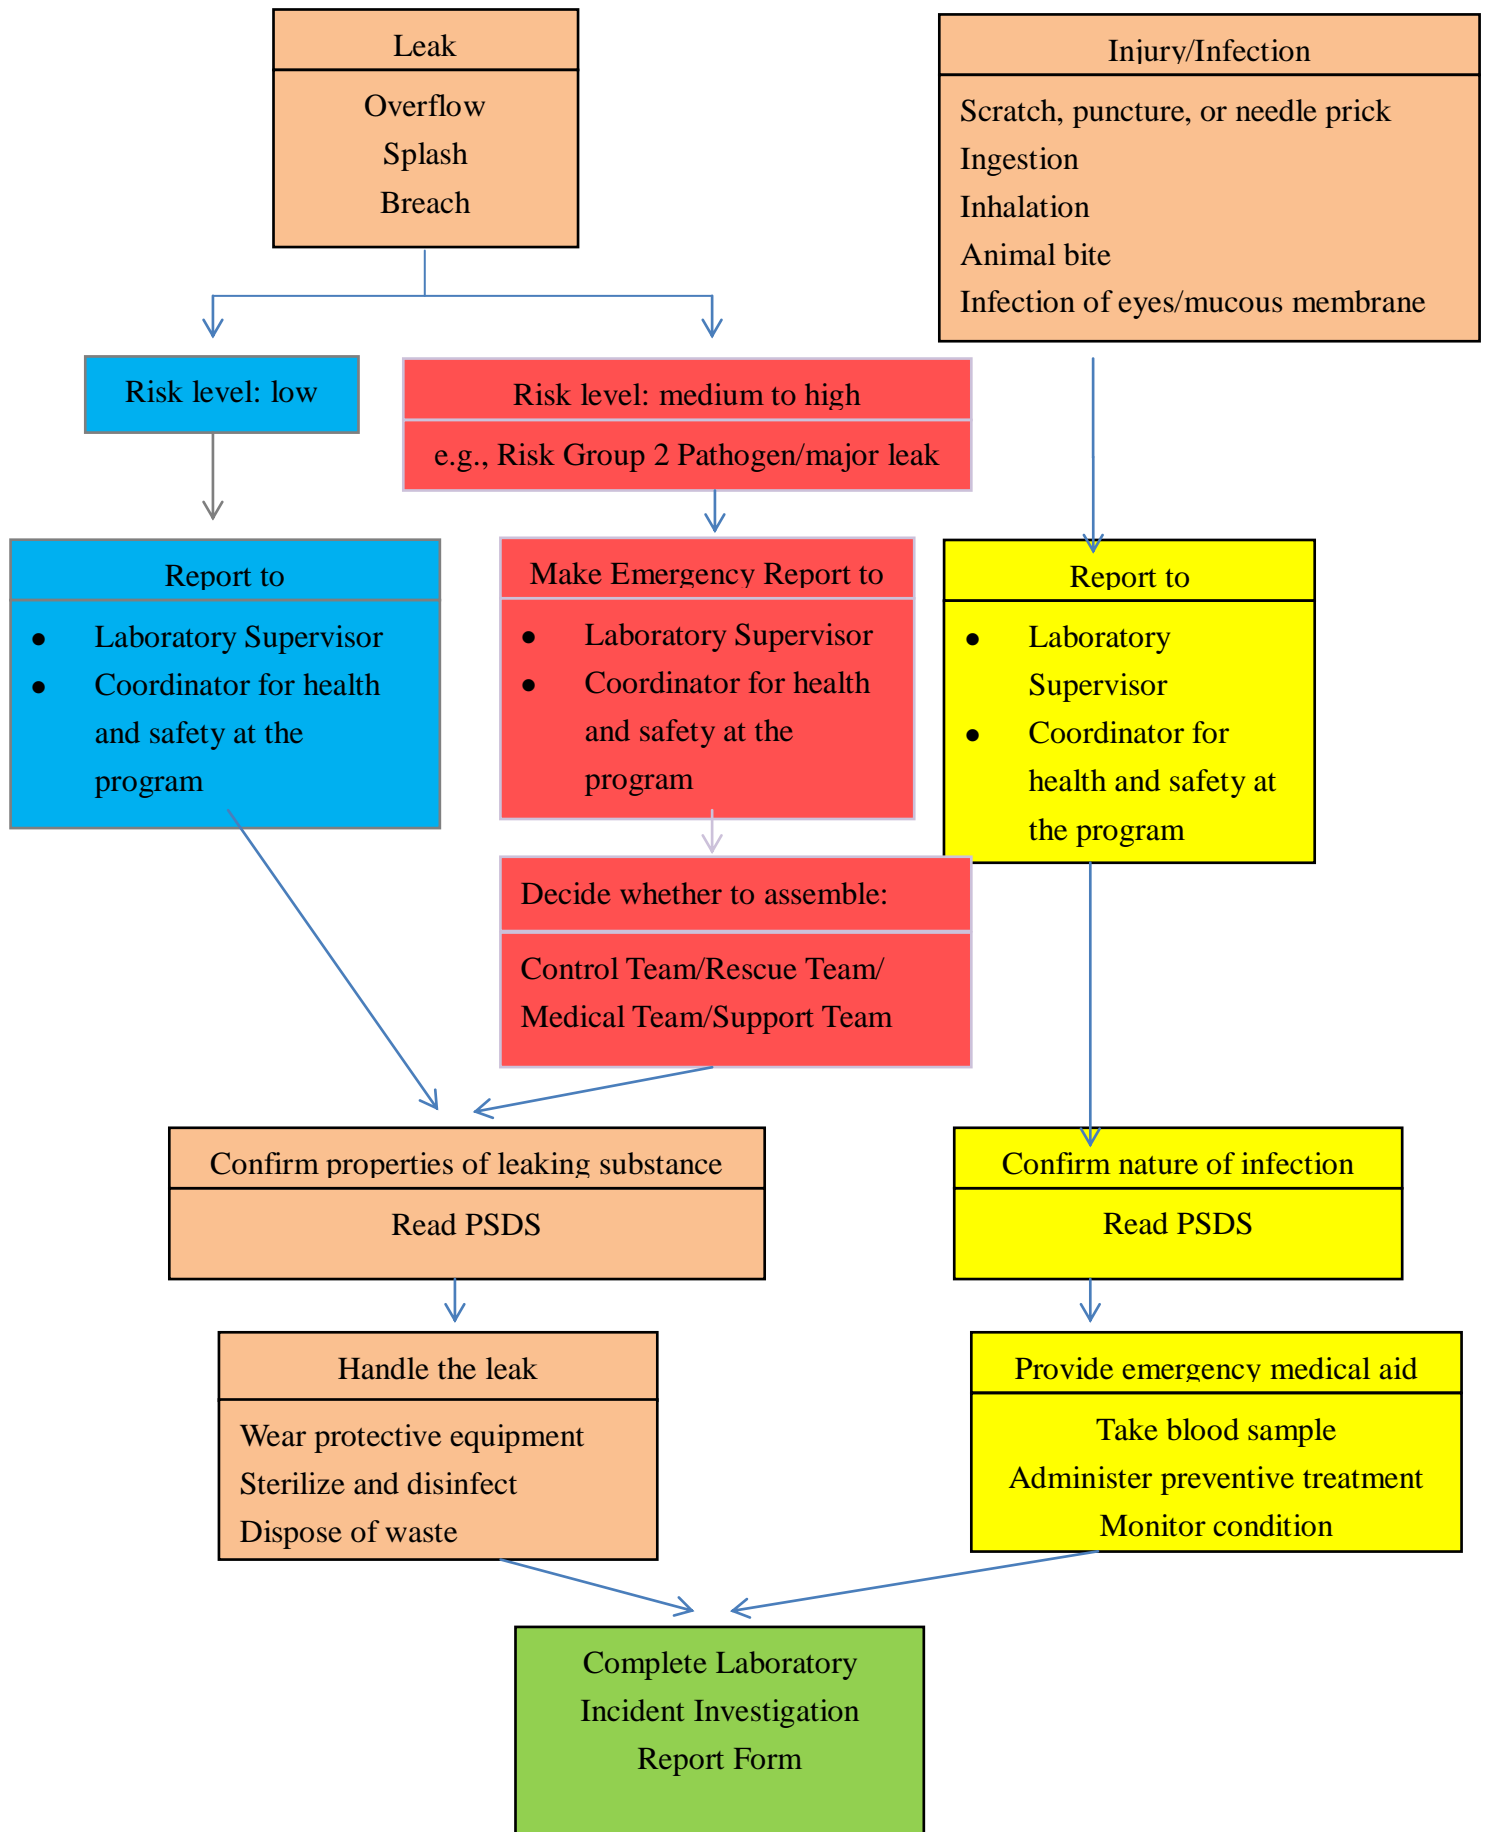 Leak
Overflow
Splash
Breach
Injury/Infection
Scratch, puncture, or needle prick
Ingestion
Inhalation
Animal bite
Infection of eyes/mucous membrane
Risk level: low
Risk level: medium to high
e.g., Risk Group 2 Pathogen/major leak
Report to
● Laboratory Supervisor
● Coordinator for health
and safety at the
program
Make Emergency Report to
● Laboratory Supervisor
● Coordinator for health
and safety at the
program
Report to
● Laboratory
Supervisor
● Coordinator for
health and safety at
the program
Decide whether to assemble:
Control Team/Rescue Team/
Medical Team/Support Team
Confirm properties of leaking substance
Read PSDS
Confirm nature of infection
Read PSDS
Handle the leak
Wear protective equipment
Sterilize and disinfect
Dispose of waste
Provide emergency medical aid
Take blood sample
Administer preventive treatment
Monitor condition
Complete Laboratory
Incident Investigation
Report Form